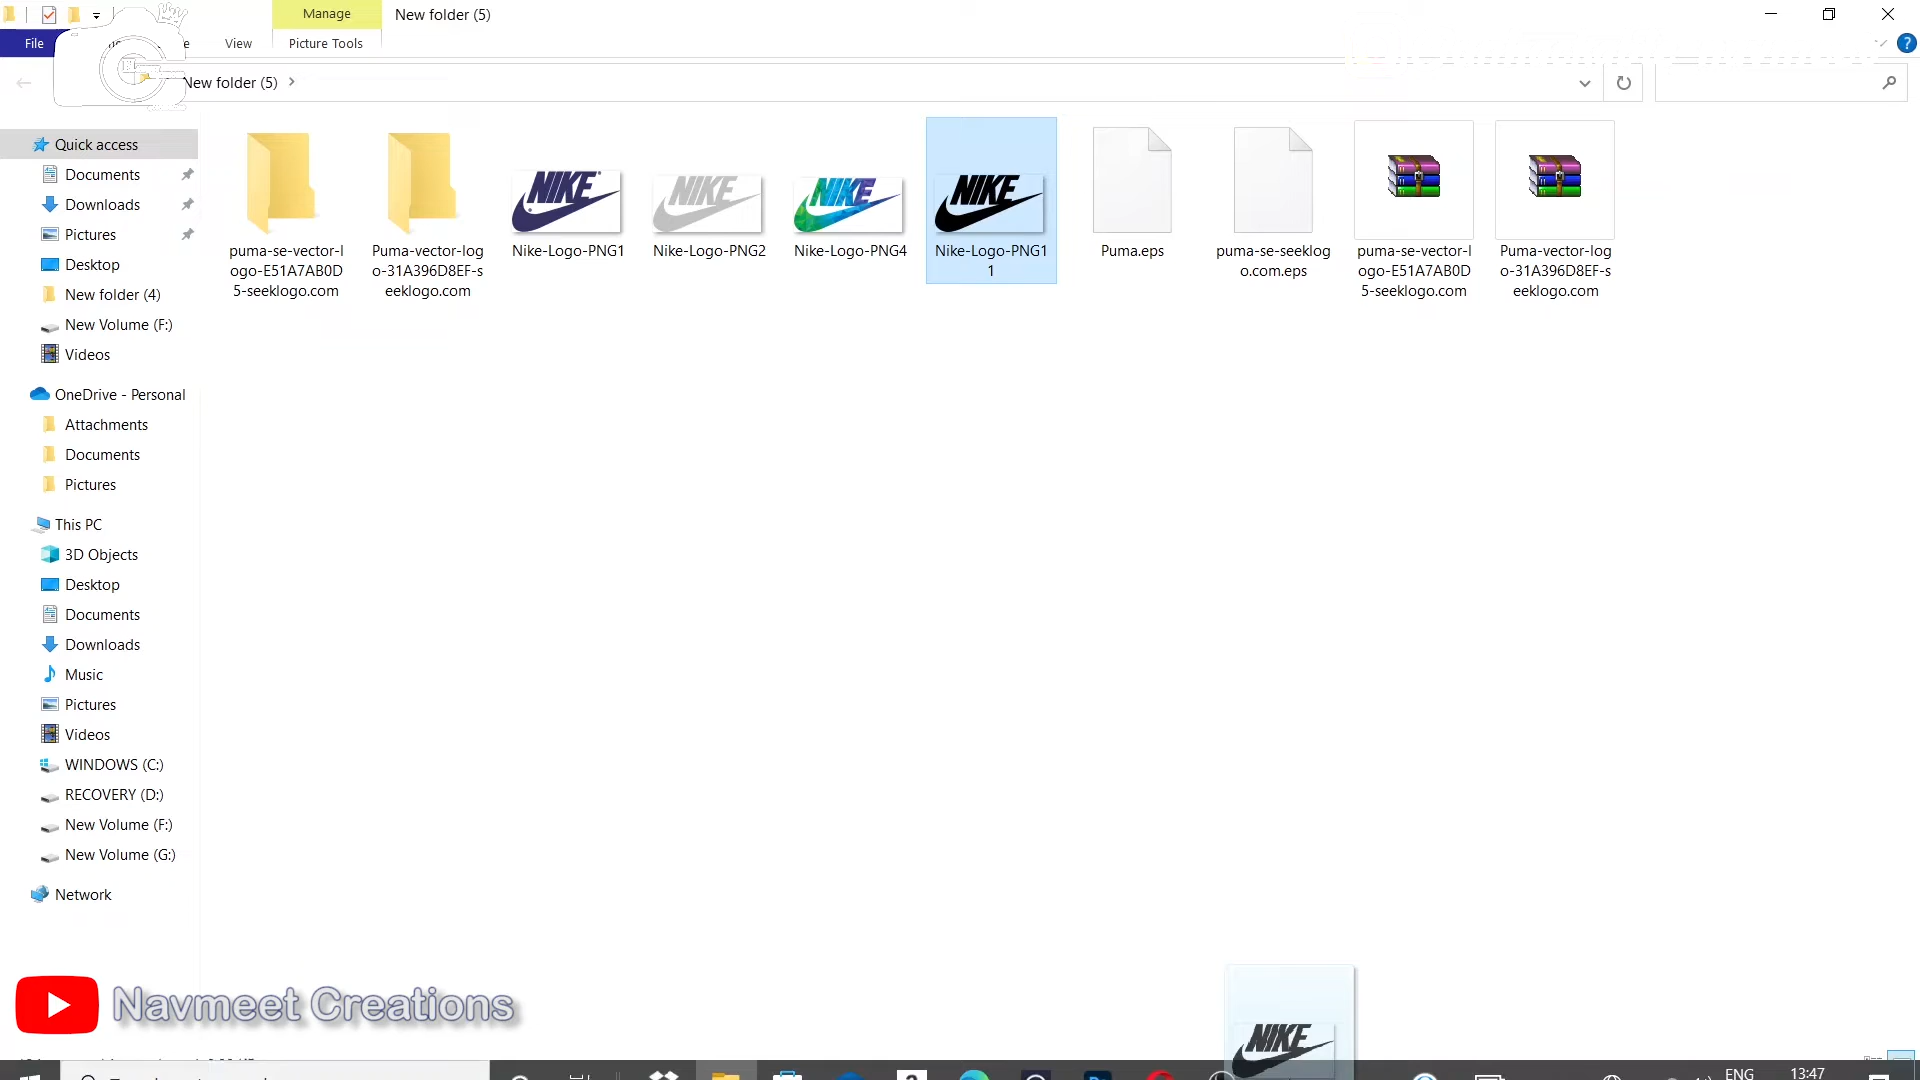 Manage
New folder (5)
File
View
Picture Tools
New folder (5)
Quick access
Documents
Downloads
Pictures
Desktop
New folder (4)
New Volume (F:)
Videos
OneDrive - Personal
Attachments
Documents
Pictures
This PC
3D Objects
Desktop
Documents
Downloads
Music
Pictures
Videos
WINDOWS (C:)
RECOVERY (D:)
New Volume (F:)
New Volume (G:)
Network
puma-se-vector-l
ogo-E51A7AB0D
5-seeklogo.com
Puma-vector-log
o-31A396D8EF-s
eeklogo.com
NIKE
Nike-Logo-PNG1
NIKE
Nike-Logo-PNG2
NIKE
Nike-Logo-PNG4
NIKE
Nike-Logo-PNG1
1
Puma.eps
puma-se-seeklog
o.com.eps
puma-se-vector-l
ogo-E51A7AB0D
5-seeklogo.com
Puma-vector-log
o-31A396D8EF-s
eeklogo.com
Navmeet Creations
NIKE
ENG
13:47